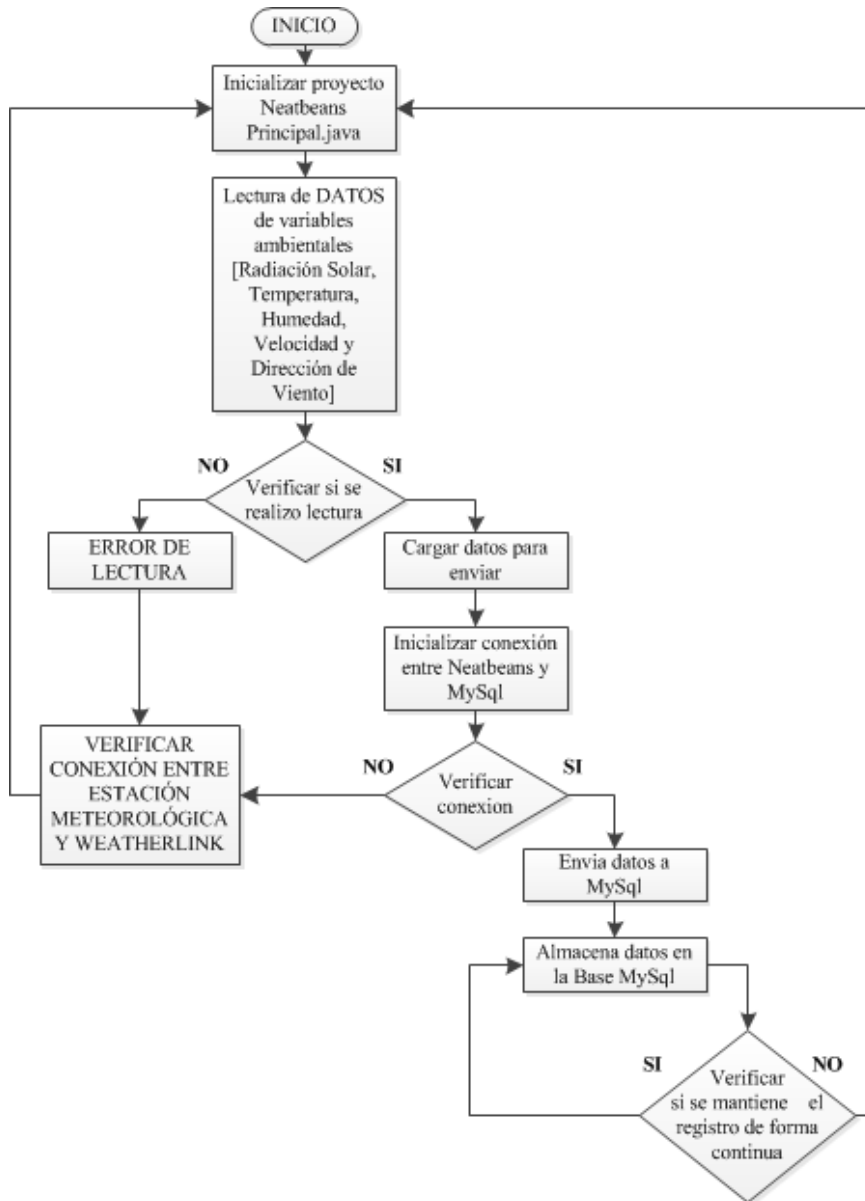 INICIO
Inicializar proyecto
Neatbeans
Principal.java
Lectura de DATOS
de variables
ambientales
[Radiación Solar,
Temperatura,
Humedad,
Velocidad y
Dirección de
Viento]
NO
SI
Verificar si se
realizo lectura
ERROR DE
LECTURA
Cargar datos para
enviar
Inicializar conexión
entre Neatbeans y
MySql
VERIFICAR
CONEXIÓN ENTRE
ESTACIÓN
METEOROLÓGICA
Y WEATHERLINK
NO
SI
Verificar
conexion
Envia datos a
MySql
Almacena datos en
la Base MySql
SI
NO
Verificar
si se mantiene el
registro de forma
continua